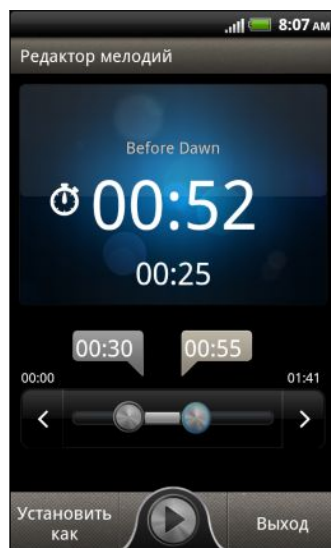 8:07 AM
Редактор мелодий
Before Dawn
00:52
00:25
00:30 00:55
00:00 01:41
Установить
как
Выход